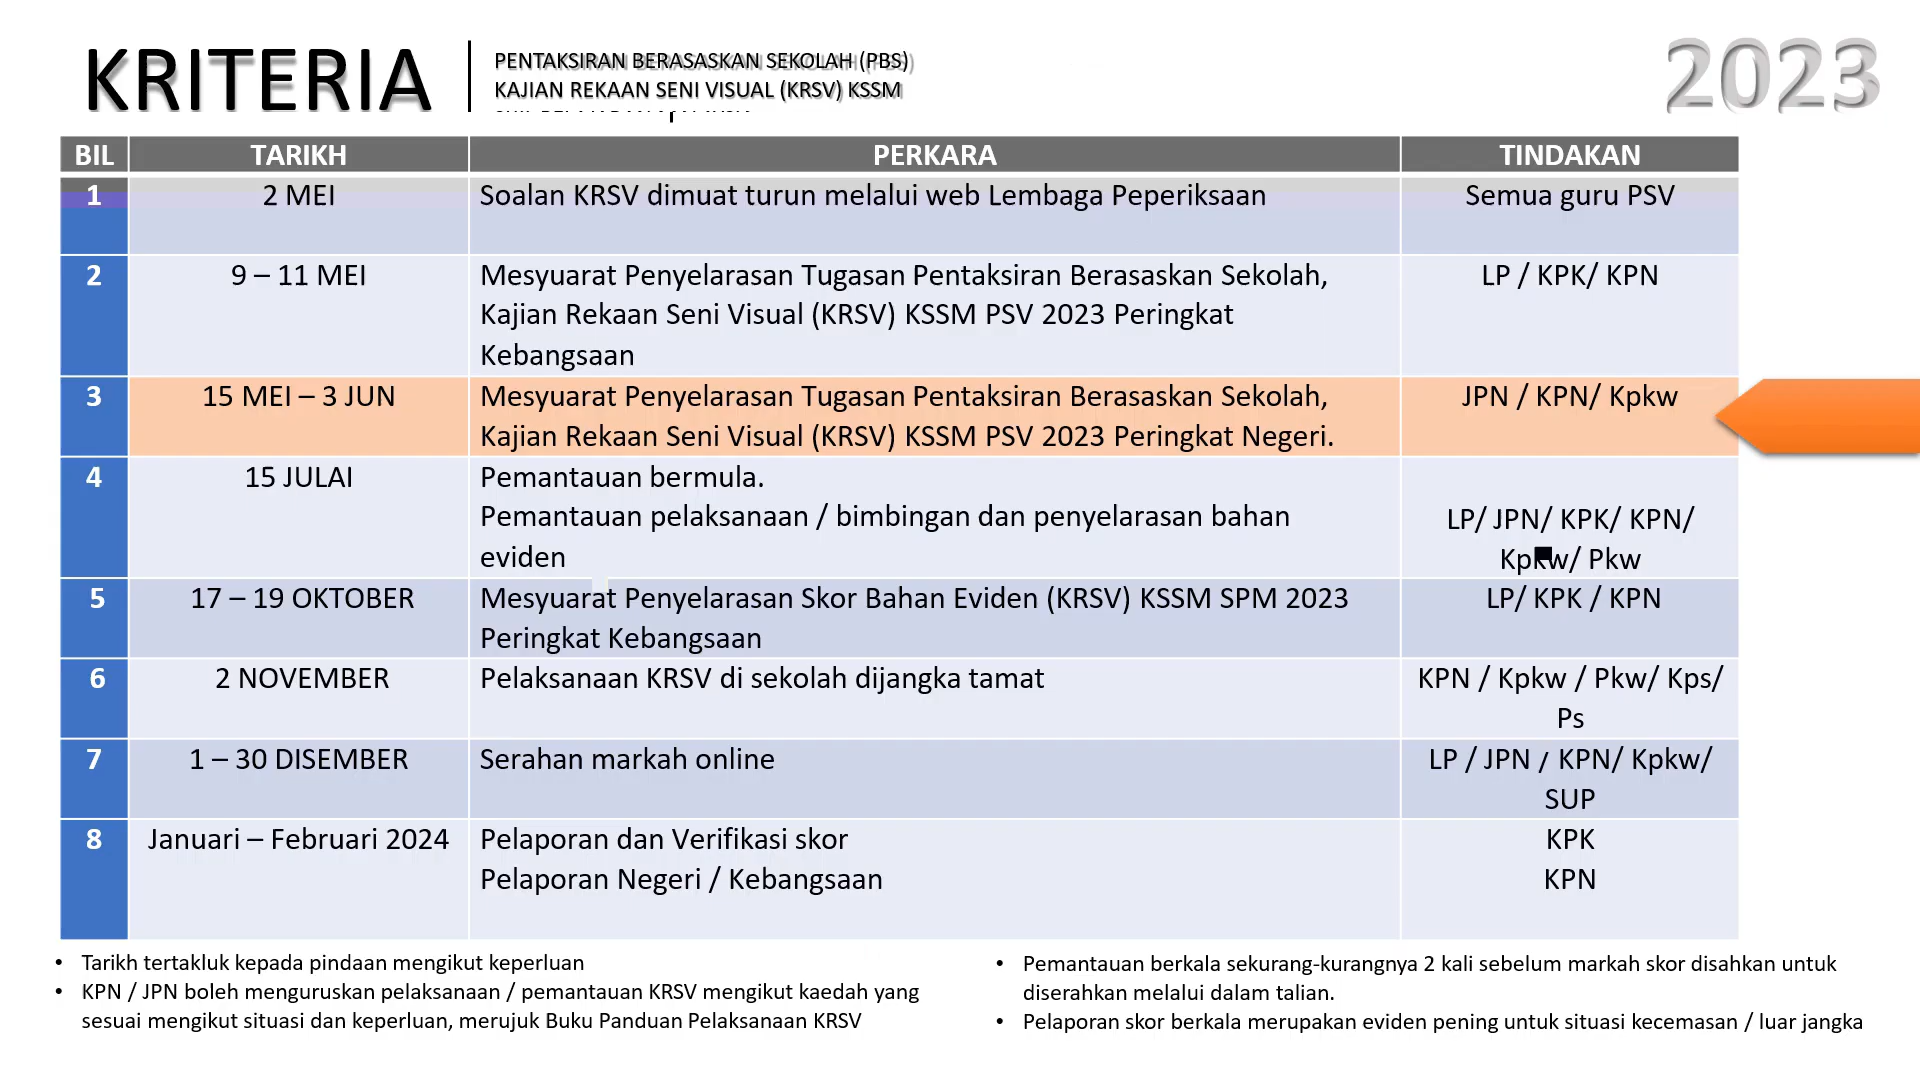 KRITERIA
PENTAKSIRAN BERASASKAN SEKOLAH (PBS)
KAJIAN REKAAN SENI VISUAL (KRSV) KSSM
2023
BIL TARIKH PERKARA TINDAKAN
1 2 MEI Soalan KRSV dimuat turun melalui web Lembaga Peperiksaan Semua guru PSV
2 9 – 11 MEI Mesyuarat Penyelarasan Tugasan Pentaksiran Berasaskan Sekolah, LP / KPK/ KPN
Kajian Rekaan Seni Visual (KRSV) KSSM PSV 2023 Peringkat
Kebangsaan
3 15 MEI – 3 JUN Mesyuarat Penyelarasan Tugasan Pentaksiran Berasaskan Sekolah, JPN / KPN/ Kpkw
Kajian Rekaan Seni Visual (KRSV) KSSM PSV 2023 Peringkat Negeri.
4 15 JULAI Pemantauan bermula.
Pemantauan pelaksanaan / bimbingan dan penyelarasan bahan LP/ JPN/ KPK/ KPN/
eviden Kpkw/ Pkw
5 17 – 19 OKTOBER Mesyuarat Penyelarasan Skor Bahan Eviden (KRSV) KSSM SPM 2023 LP/ KPK / KPN
Peringkat Kebangsaan
6 2 NOVEMBER Pelaksanaan KRSV di sekolah dijangka tamat KPN / Kpkw / Pkw/ Kps/
Ps
7 1 – 30 DISEMBER Serahan markah online LP / JPN / KPN/ Kpkw/
SUP
8 Januari – Februari 2024 Pelaporan dan Verifikasi skor KPK
Pelaporan Negeri / Kebangsaan KPN
• Tarikh tertakluk kepada pindaan mengikut keperluan
• KPN / JPN boleh menguruskan pelaksanaan / pemantauan KRSV mengikut kaedah yang
sesuai mengikut situasi dan keperluan, merujuk Buku Panduan Pelaksanaan KRSV
• Pemantauan berkala sekurang-kurangnya 2 kali sebelum markah skor disahkan untuk
diserahkan melalui dalam talian.
• Pelaporan skor berkala merupakan eviden pening untuk situasi kecemasan / luar jangka